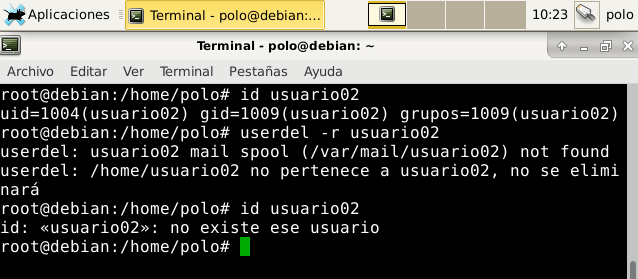 Aplicaciones
Terminal - polo@debian:...
10:23
polo
Terminal - polo@debian: ~
Archivo Editar Ver Terminal Pestañas Ayuda
root@debian:/home/polo# id usuario02
uid=1004(usuario02) gid=1009(usuario02) grupos=1009(usuario02)
root@debian:/home/polo# userdel -r usuario02
userdel: usuario02 mail spool (/var/mail/usuario02) not found
userdel: /home/usuario02 no pertenece a usuario02, no se elimi
nará
root@debian:/home/polo# id usuario02
id: «usuario02»: no existe ese usuario
root@debian:/home/polo#